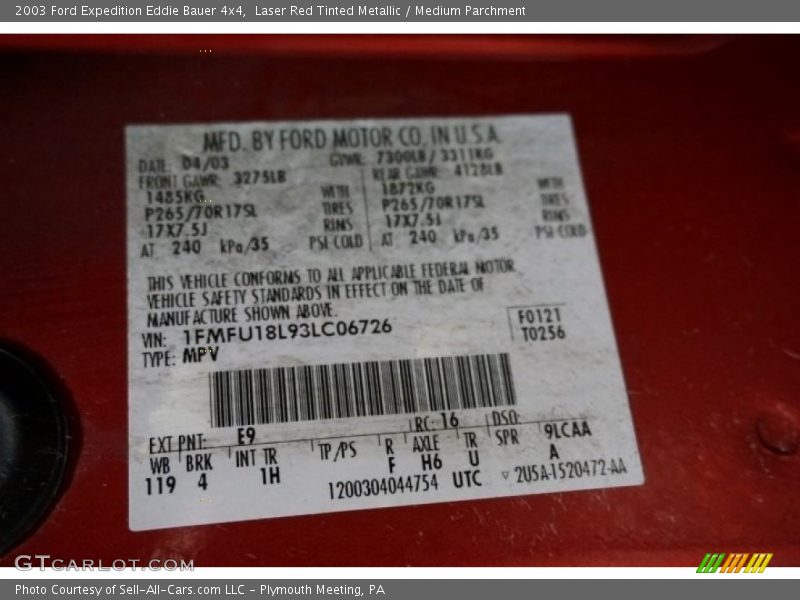 2003 Ford Expedition Eddie Bauer 4x4,  Laser Red Tinted Metallic / Medium Parchment
MFD. BY FORD MOTOR CO. IN U.S.A.
DATE: 04/03 GVWR: 7300LB / 3311KG
FRONT GAWR: 3275LB REAR GAWR: 4128LB
1485KG WITH 1872KG WITH
P265/70R17SL TIRES P265/70R17SL TIRES
17X7.5J RIMS 17X7.5J RIMS
AT 240 kPa/35 PSI COLD AT 240 kPa/35 PSI COLD
THIS VEHICLE CONFORMS TO ALL APPLICABLE FEDERAL MOTOR
VEHICLE SAFETY STANDARDS IN EFFECT ON THE DATE OF
MANUFACTURE SHOWN ABOVE.
VIN: 1FMFU18L93LC06726 F0121
TYPE: MPV T0256
EXT PNT: E9 RC: 16 DSO:
WB BRK INT TR TP/PS R AXLE TR SPR 9LCAA
119 4 1H F H6 U A
1200304044754 UTC ▽ 2U5A-1520472-AA
GTCARLOT.COM
Photo Courtesy of Sell-All-Cars.com LLC - Plymouth Meeting, PA